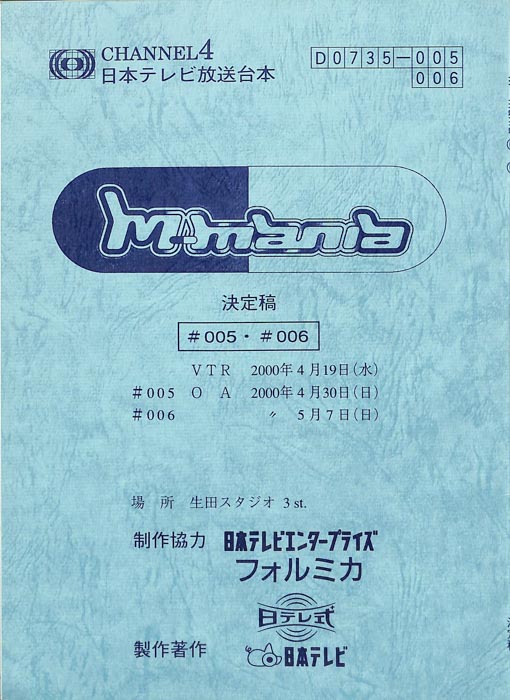 CHANNEL4
日本テレビ放送台本
D0735—005
006
M-mania
決定稿
#005・#006
VTR 2000年4月19日(水)
#005 OA 2000年4月30日(日)
#006 〃 5月7日(日)
場所 生田スタジオ 3st.
制作協力 日本テレビエンタープライズ
フォルミカ
日テレ式
製作著作 日本テレビ